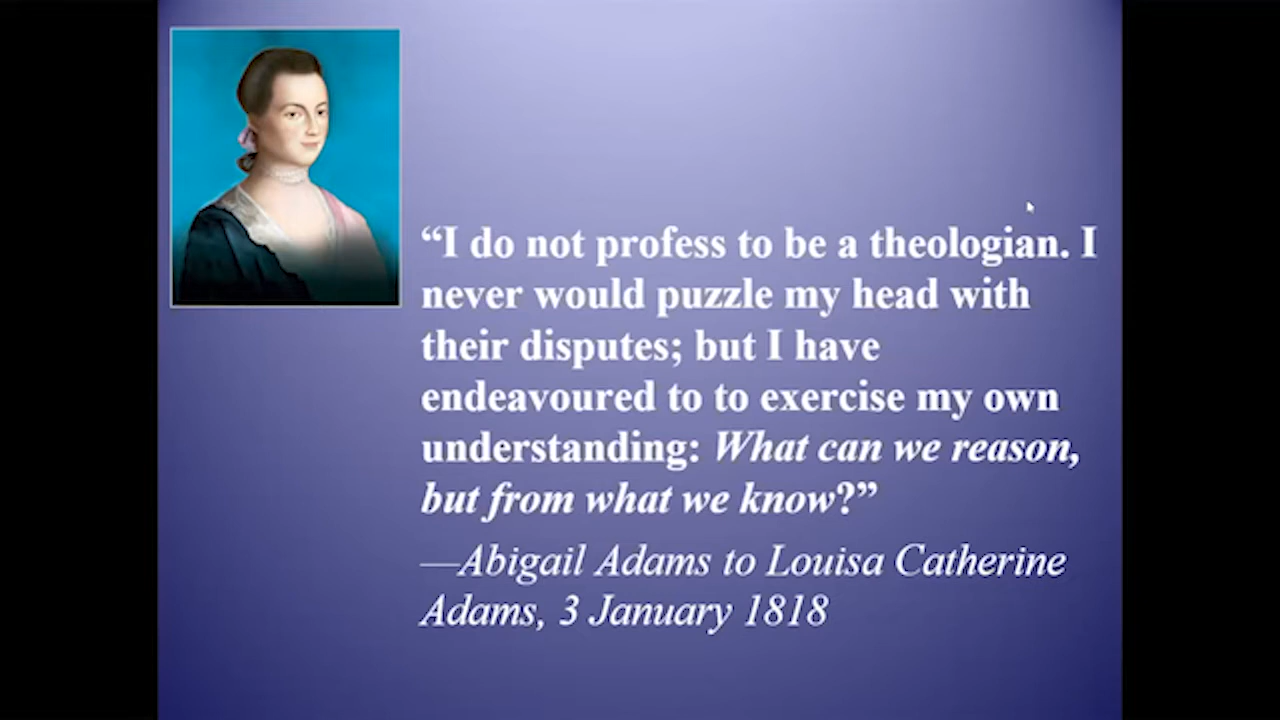 “I do not profess to be a theologian. I
never would puzzle my head with
their disputes; but I have
endeavoured to to exercise my own
understanding: What can we reason,
but from what we know?”
—Abigail Adams to Louisa Catherine
Adams, 3 January 1818